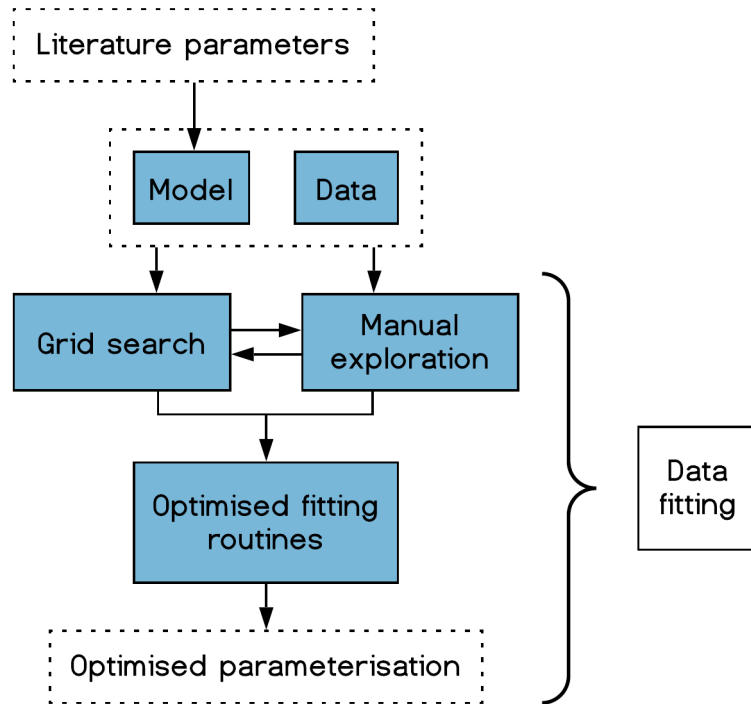 Literature parameters
Model
Data
Grid search
Manual
exploration
Optimised fitting
routines
Optimised parameterisation
Data
fitting